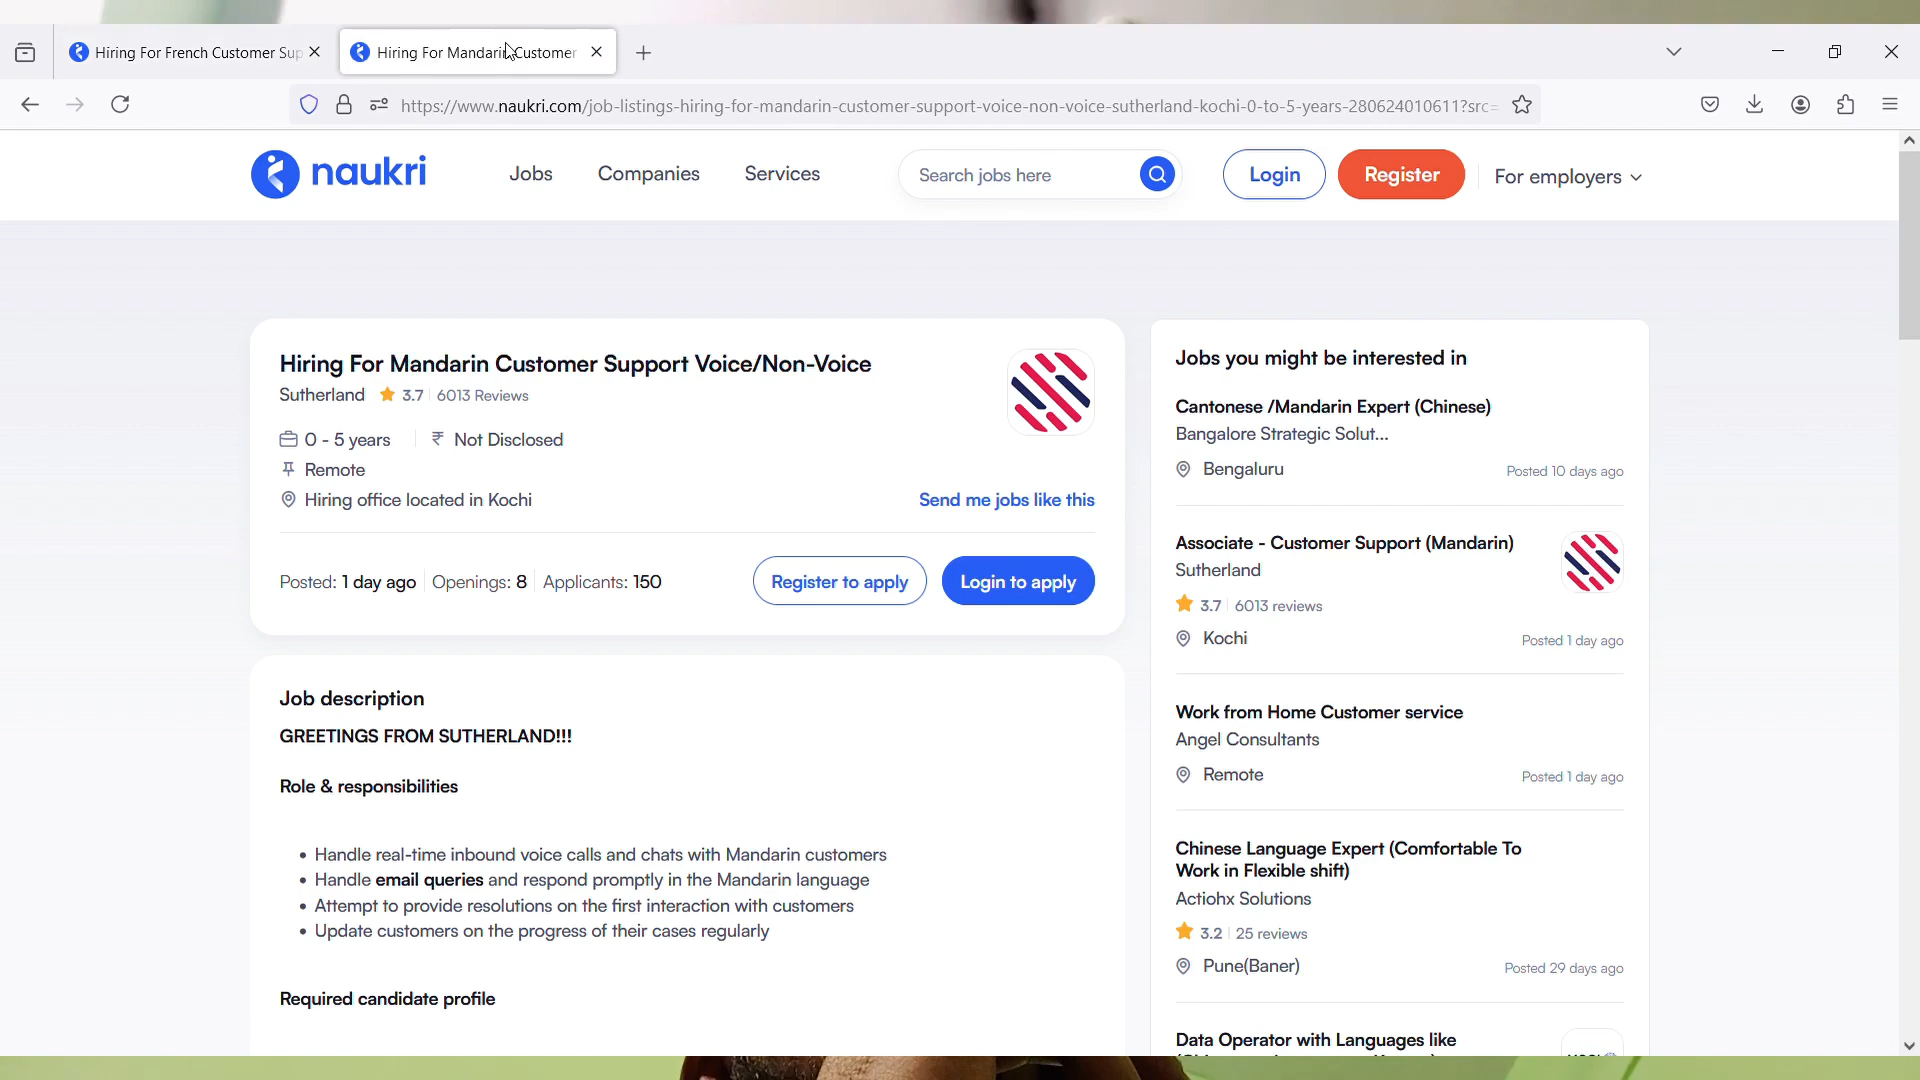 Hiring For French Customer Sup
Hiring For Mandarin Customer
https://www.naukri.com/job-listings-hiring-for-mandarin-customer-support-voice-non-voice-sutherland-kochi-0-to-5-years-280624010611?src=
naukri
Jobs
Companies
Services
Search jobs here
Login
Register
For employers
Hiring For Mandarin Customer Support Voice/Non-Voice
Sutherland 3.7 6013 Reviews
0 - 5 years ₹ Not Disclosed
Remote
Hiring office located in Kochi
Send me jobs like this
Posted: 1 day ago Openings: 8 Applicants: 150
Register to apply
Login to apply
Job description
GREETINGS FROM SUTHERLAND!!!
Role & responsibilities
• Handle real-time inbound voice calls and chats with Mandarin customers
• Handle email queries and respond promptly in the Mandarin language
• Attempt to provide resolutions on the first interaction with customers
• Update customers on the progress of their cases regularly
Required candidate profile
Jobs you might be interested in
Cantonese /Mandarin Expert (Chinese)
Bangalore Strategic Solut...
Bengaluru
Posted 10 days ago
Associate - Customer Support (Mandarin)
Sutherland
3.7 6013 reviews
Kochi
Posted 1 day ago
Work from Home Customer service
Angel Consultants
Remote
Posted 1 day ago
Chinese Language Expert (Comfortable To
Work in Flexible shift)
Actiohx Solutions
3.2 25 reviews
Pune(Baner)
Posted 29 days ago
Data Operator with Languages like